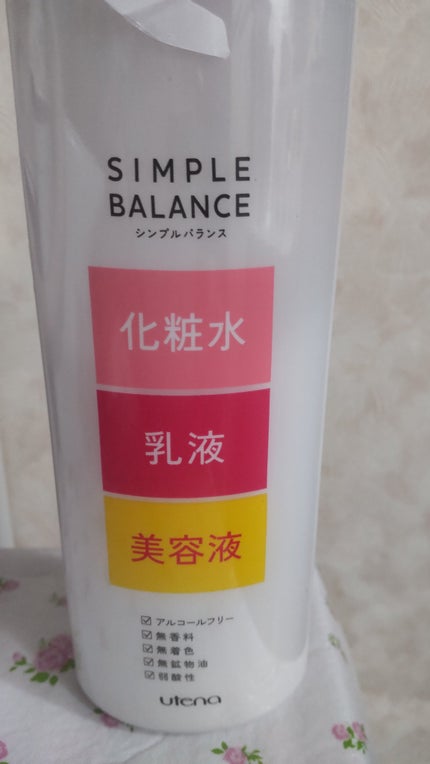 SIMPLE
BALANCE
シンプルバランス
化粧水
乳液
美容液
☑アルコールフリー
☑無香料
☑無着色
☑無鉱物油
☑弱酸性
utena